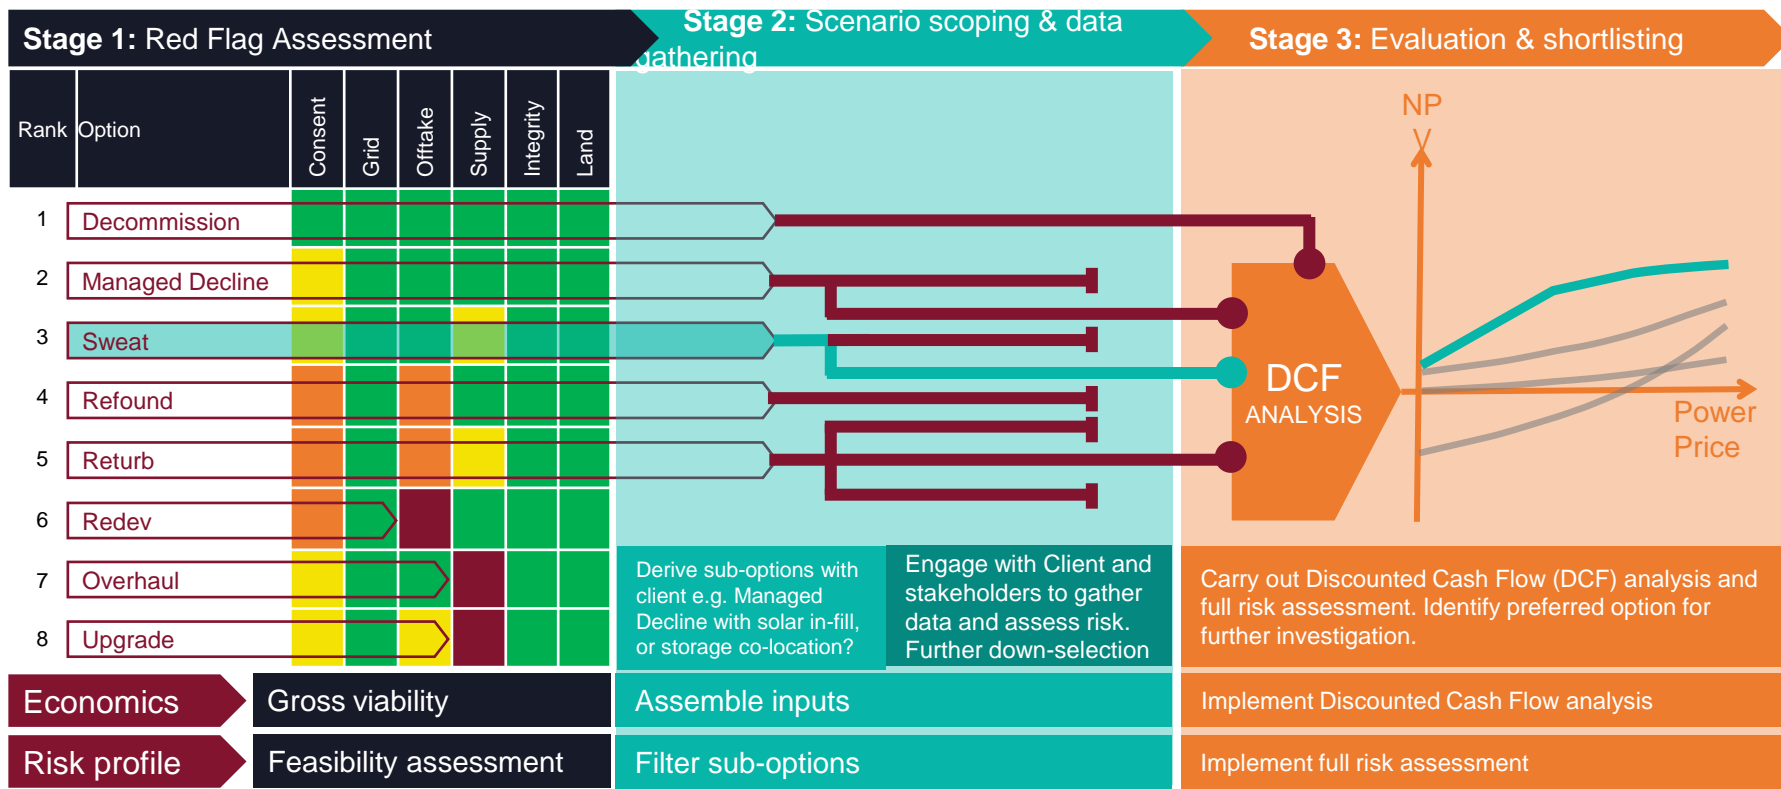 Stage 1: Red Flag Assessment
Stage 2: Scenario scoping & data
gathering
Stage 3: Evaluation & shortlisting
Rank
Option
Consent
Grid
Offtake
Supply
Integrity
Land
1
Decommission
2
Managed Decline
3
Sweat
4
Refound
5
Returb
6
Redev
7
Overhaul
8
Upgrade
Derive sub-options with
client e.g. Managed
Decline with solar in-fill,
or storage co-location?
Engage with Client and
stakeholders to gather
data and assess risk.
Further down-selection
NP
V
DCF
ANALYSIS
Power
Price
Carry out Discounted Cash Flow (DCF) analysis and
full risk assessment. Identify preferred option for
further investigation.
Economics
Gross viability
Assemble inputs
Implement Discounted Cash Flow analysis
Risk profile
Feasibility assessment
Filter sub-options
Implement full risk assessment